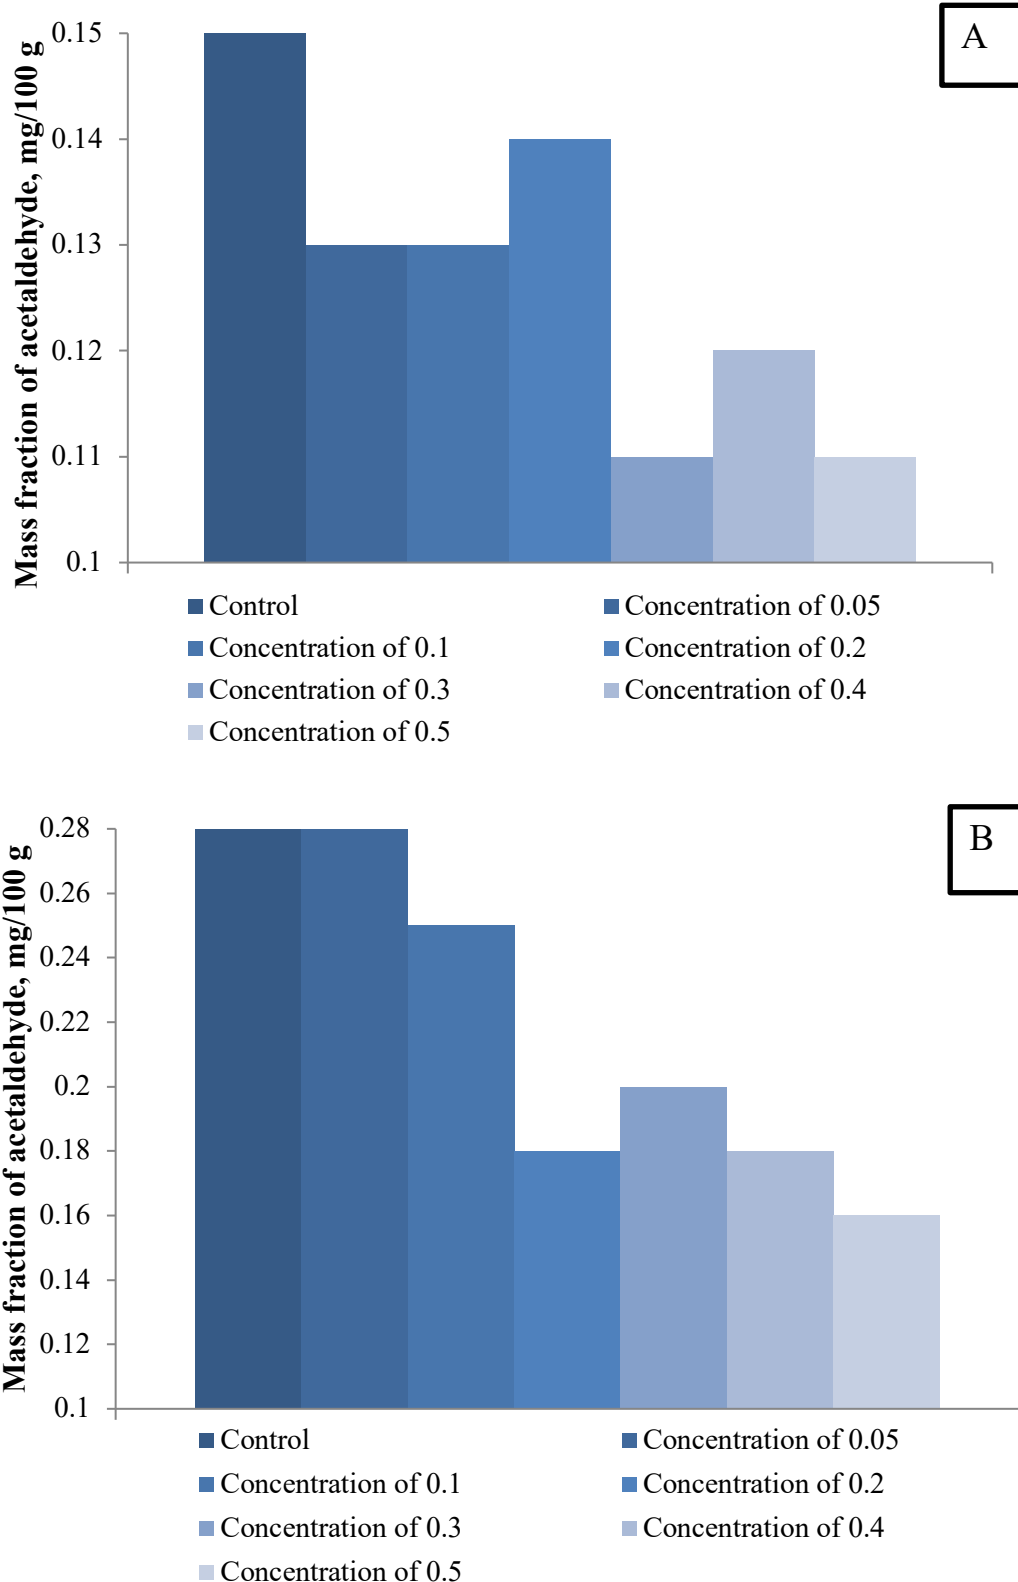 A
Mass fraction of acetaldehyde, mg/100 g
0.15
0.14
0.13
0.12
0.11
0.1
Control
Concentration of 0.05
Concentration of 0.1
Concentration of 0.2
Concentration of 0.3
Concentration of 0.4
Concentration of 0.5
B
Mass fraction of acetaldehyde, mg/100 g
0.28
0.26
0.24
0.22
0.2
0.18
0.16
0.14
0.12
0.1
Control
Concentration of 0.05
Concentration of 0.1
Concentration of 0.2
Concentration of 0.3
Concentration of 0.4
Concentration of 0.5